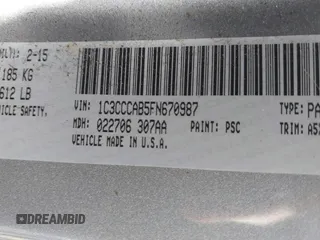 2-15
185 KG
612 LB
VEHICLE SAFETY.
VIN: 1C3CCCAB5FN670987
TYPE: PA
MDH: 022706 307AA
PAINT: PSC
TRIM: A5X
VEHICLE MADE IN U.S.A.
DREAMBID